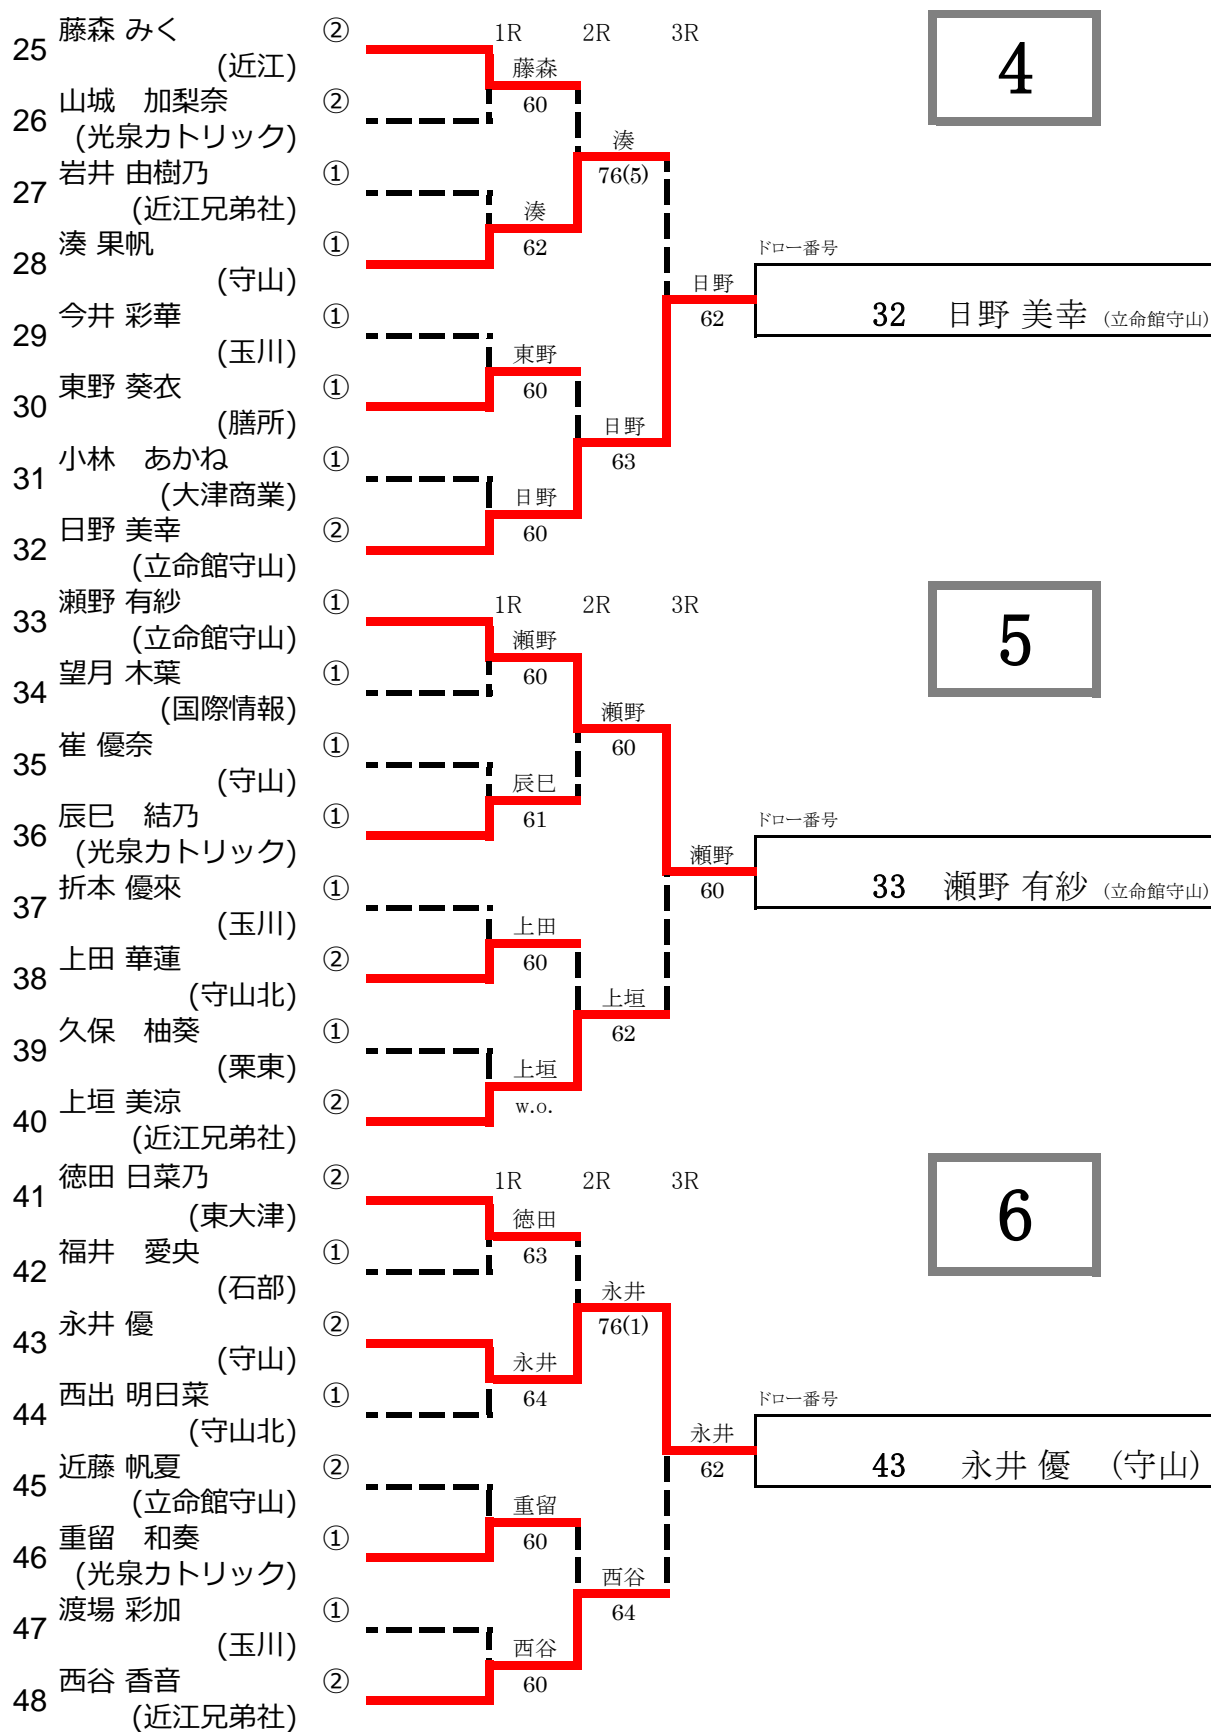 1R 2R 3R
4
25 藤森 みく ②
(近江)
藤森
60
26 山城　加梨奈 ②
(光泉カトリック)
湊
76(5)
27 岩井 由樹乃 ①
(近江兄弟社)
湊
62
28 湊 果帆 ①
(守山)
ドロー番号
日野
62
32 日野 美幸 (立命館守山)
29 今井 彩華 ①
(玉川)
東野
60
30 東野 葵衣 ①
(膳所)
日野
63
31 小林　あかね ①
(大津商業)
日野
60
32 日野 美幸 ②
(立命館守山)
1R 2R 3R
5
33 瀬野 有紗 ①
(立命館守山)
瀬野
60
34 望月 木葉 ①
(国際情報)
瀬野
60
35 崔 優奈 ①
(守山)
辰巳
61
36 辰巳　結乃 ①
(光泉カトリック)
ドロー番号
瀬野
60
33 瀬野 有紗 (立命館守山)
37 折本 優來 ①
(玉川)
上田
60
38 上田 華蓮 ②
(守山北)
上垣
62
39 久保　柚葵 ①
(栗東)
上垣
w.o.
40 上垣 美涼 ②
(近江兄弟社)
1R 2R 3R
6
41 徳田 日菜乃 ②
(東大津)
徳田
63
42 福井　愛央 ①
(石部)
永井
76(1)
43 永井 優 ②
(守山)
永井
64
44 西出 明日菜 ①
(守山北)
ドロー番号
永井
62
43 永井 優 (守山)
45 近藤 帆夏 ②
(立命館守山)
重留
60
46 重留　和奏 ①
(光泉カトリック)
西谷
64
47 渡場 彩加 ①
(玉川)
西谷
60
48 西谷 香音 ②
(近江兄弟社)